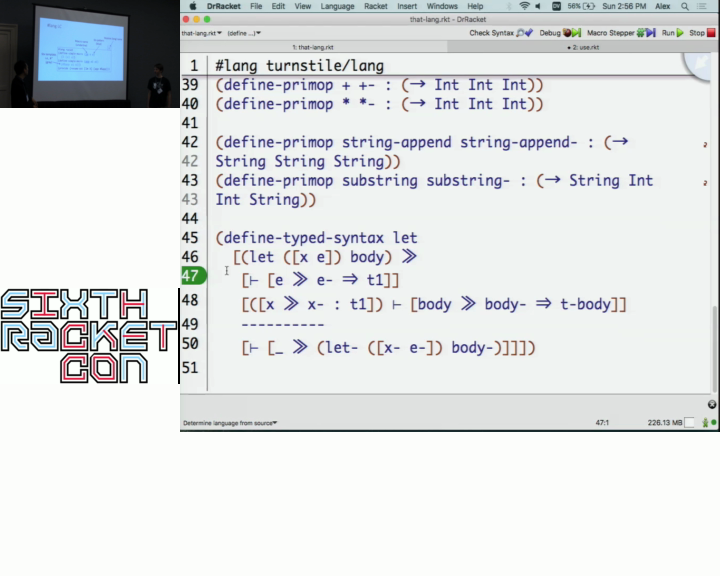 DrRacket File Edit View Language Racket Insert Windows Help 56% Sun 2:56 PM Alex
that-lang.rkt - DrRacket
that-lang.rkt▾ (define ...)▾ Check Syntax Debug Macro Stepper Run Stop
1: that-lang.rkt • 2: use.rkt
1 #lang turnstile/lang
39 (define-primop + +- : (→ Int Int Int))
40 (define-primop * *- : (→ Int Int Int))
41
42 (define-primop string-append string-append- : (→
42 String String String))
43 (define-primop substring substring- : (→ String Int
43 Int String))
44
45 (define-typed-syntax let
46 [(let ([x e]) body) ≫
47 [⊢ [e ≫ e- ⇒ t1]]
48 [([x ≫ x- : t1]) ⊢ [body ≫ body- ⇒ t-body]]
49 ----------
50 [⊢ [_ ≫ (let- ([x- e-]) body-)]]])
51
Determine language from source▾ 47:1 226.13 MB
SIXTH
RACKET
CON